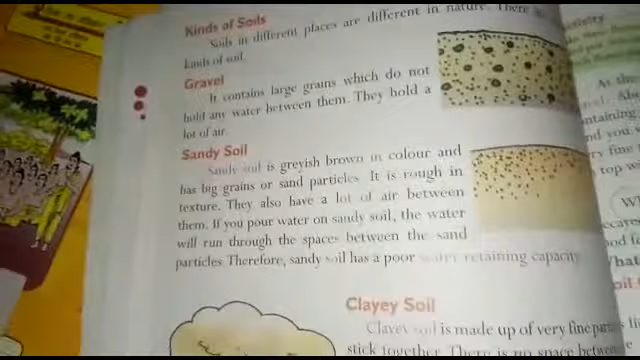 Kinds of Soils
Soils in different places are different in nature. There
kinds of soil.
Gravel
It contains large grains which do not
hold any water between them. They hold a
lot of air.
Sandy Soil
Sandy soil is greyish brown in colour and
has big grains or sand particles. It is rough in
texture. They also have a lot of air between
them. If you pour water on sandy soil, the water
will run through the spaces between the sand
particles. Therefore, sandy soil has a poor water retaining capacity
Clayey Soil
Clayey soil is made up of very fine
stick together. There is no space between
At the
and you
top